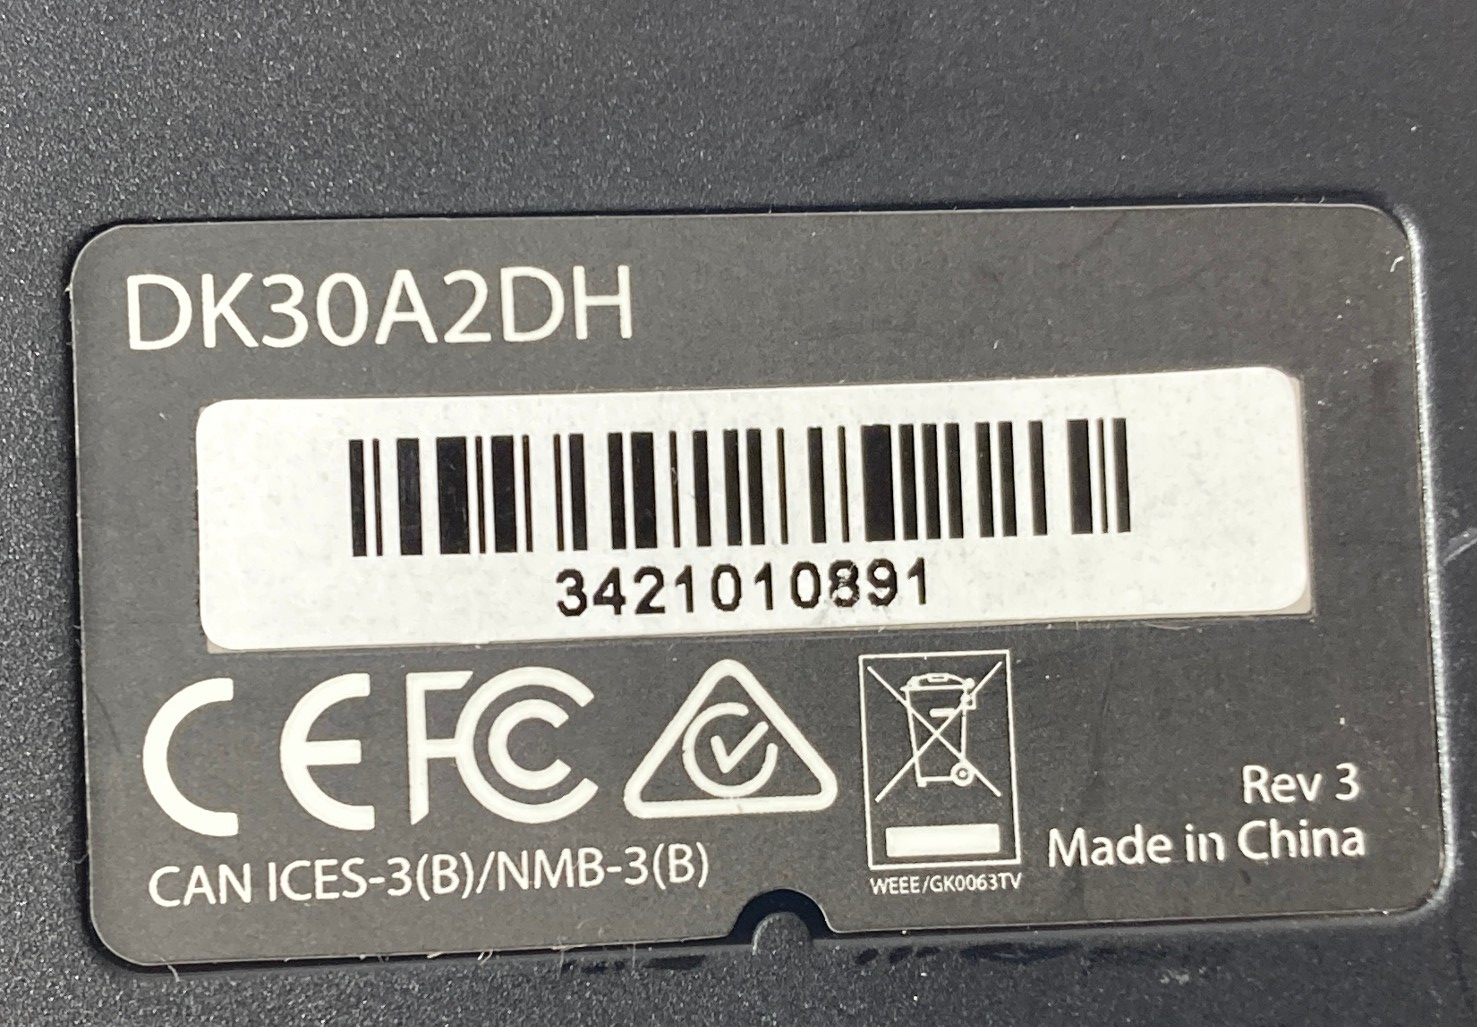 DK30A2DH
3421010891
CE FC
CAN ICES-3(B)/NMB-3(B)
WEEE/GK0063TV
Rev 3
Made in China